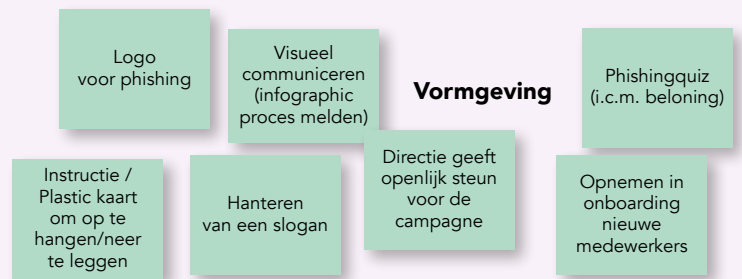 Logo
voor phishing
Visueel
communiceren
(infographic
proces melden)
Vormgeving
Phishingquiz
(i.c.m. beloning)
Instructie /
Plastic kaart
om op te
hangen/neer
te leggen
Hanteren
van een slogan
Directie geeft
openlijk steun
voor de
campagne
Opnemen in
onboarding
nieuwe
medewerkers